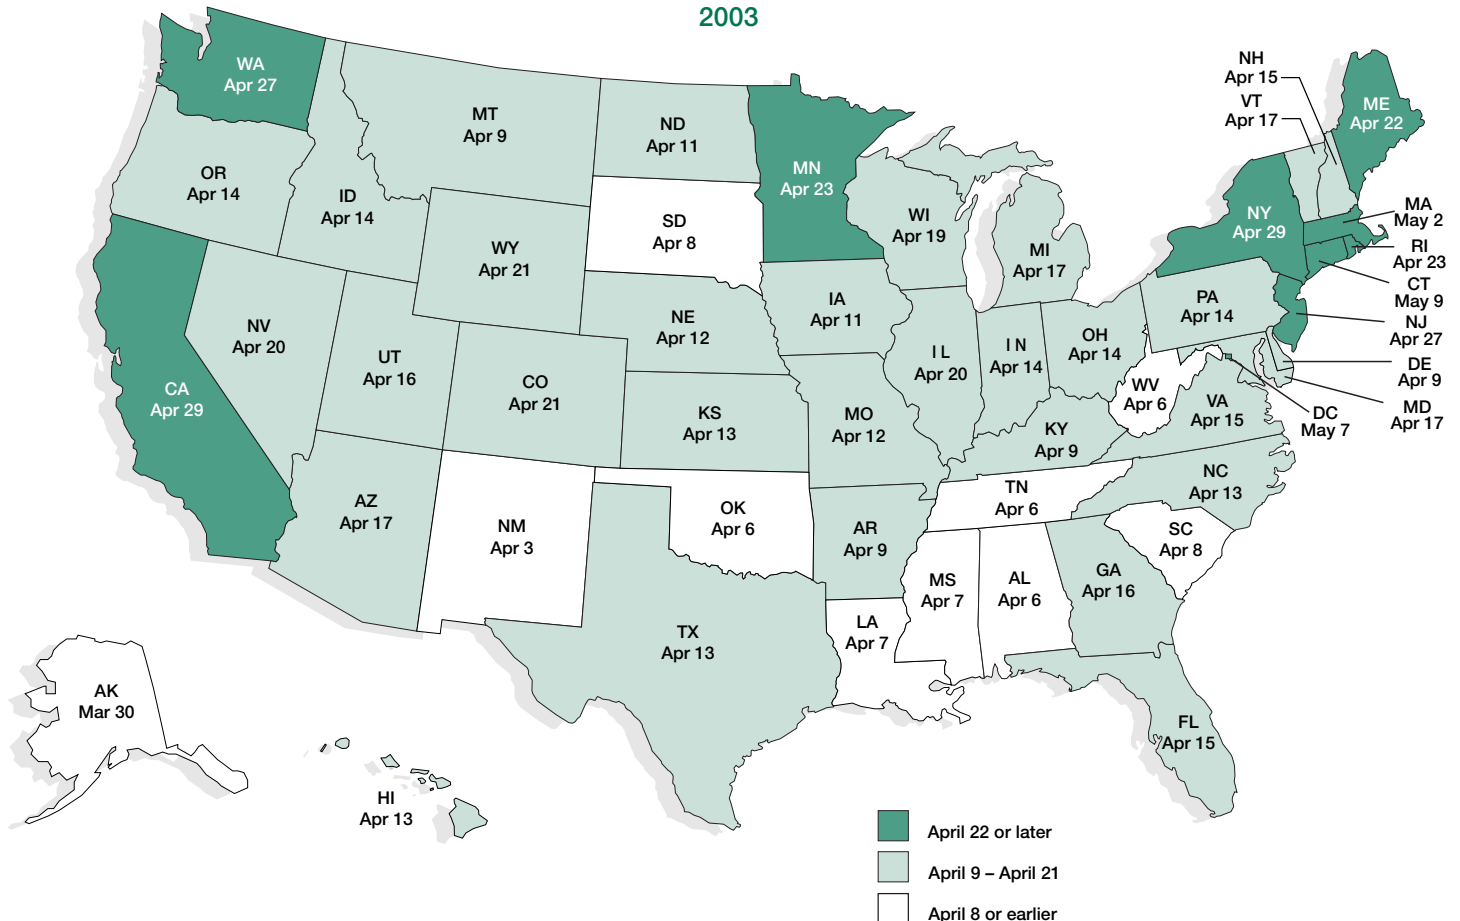 2003
WA
Apr 27
OR
Apr 14
ID
Apr 14
MT
Apr 9
ND
Apr 11
MN
Apr 23
SD
Apr 8
WI
Apr 19
MI
Apr 17
NH
Apr 15
VT
Apr 17
ME
Apr 22
NY
Apr 29
MA
May 2
RI
Apr 23
CT
May 9
NJ
Apr 27
DE
Apr 9
MD
Apr 17
DC
May 7
CA
Apr 29
NV
Apr 20
UT
Apr 16
WY
Apr 21
CO
Apr 21
NE
Apr 12
IA
Apr 11
IL
Apr 20
IN
Apr 14
OH
Apr 14
PA
Apr 14
WV
Apr 6
VA
Apr 15
KS
Apr 13
MO
Apr 12
KY
Apr 9
NC
Apr 13
TN
Apr 6
SC
Apr 8
AZ
Apr 17
NM
Apr 3
OK
Apr 6
AR
Apr 9
MS
Apr 7
AL
Apr 6
GA
Apr 16
LA
Apr 7
TX
Apr 13
FL
Apr 15
AK
Mar 30
HI
Apr 13
April 22 or later
April 9 – April 21
April 8 or earlier